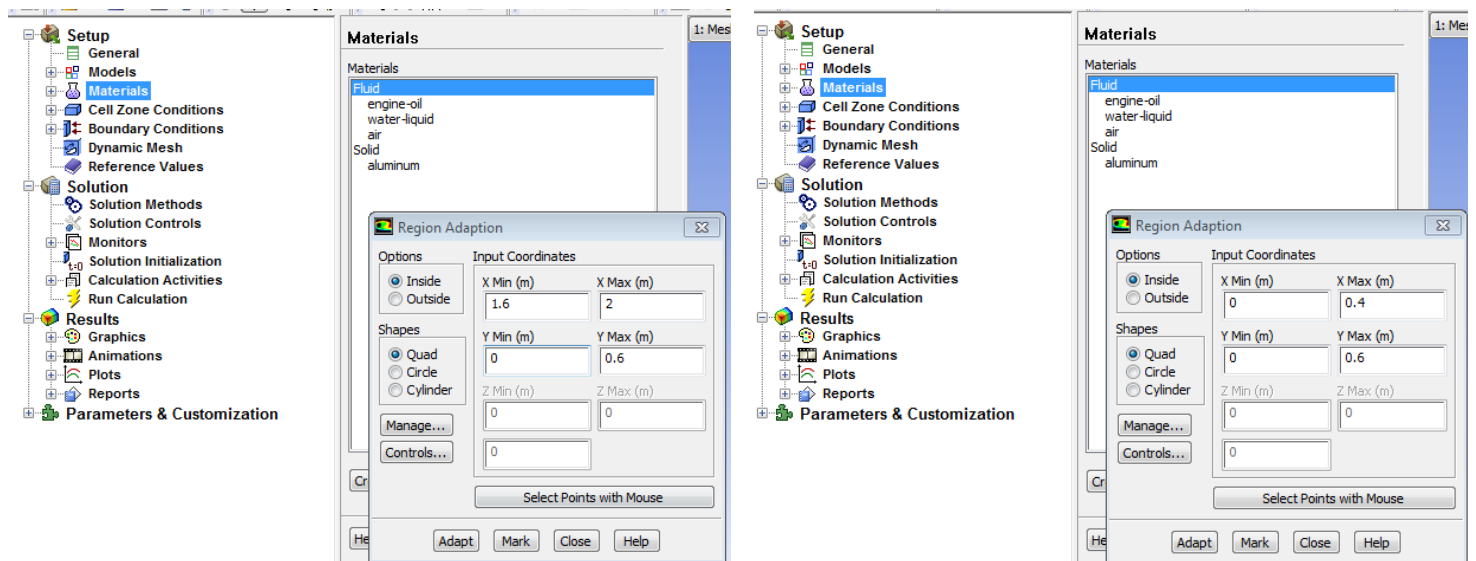 Setup
General
Models
Materials
Cell Zone Conditions
Boundary Conditions
Dynamic Mesh
Reference Values
Solution
Solution Methods
Solution Controls
Monitors
Solution Initialization
Calculation Activities
Run Calculation
Results
Graphics
Animations
Plots
Reports
Parameters & Customization
Materials
Materials
Fluid
engine-oil
water-liquid
air
Solid
aluminum
1: Mes
Cr
He
Region Adaption
Options
Inside
Outside
Shapes
Quad
Circle
Cylinder
Manage...
Controls...
Input Coordinates
X Min (m) X Max (m)
1.6 2
Y Min (m) Y Max (m)
0 0.6
Z Min (m) Z Max (m)
0 0
0
Select Points with Mouse
Adapt Mark Close Help
Setup
General
Models
Materials
Cell Zone Conditions
Boundary Conditions
Dynamic Mesh
Reference Values
Solution
Solution Methods
Solution Controls
Monitors
Solution Initialization
Calculation Activities
Run Calculation
Results
Graphics
Animations
Plots
Reports
Parameters & Customization
Materials
Materials
Fluid
engine-oil
water-liquid
air
Solid
aluminum
1: Mes
Cr
He
Region Adaption
Options
Inside
Outside
Shapes
Quad
Circle
Cylinder
Manage...
Controls...
Input Coordinates
X Min (m) X Max (m)
0 0.4
Y Min (m) Y Max (m)
0 0.6
Z Min (m) Z Max (m)
0 0
0
Select Points with Mouse
Adapt Mark Close Help